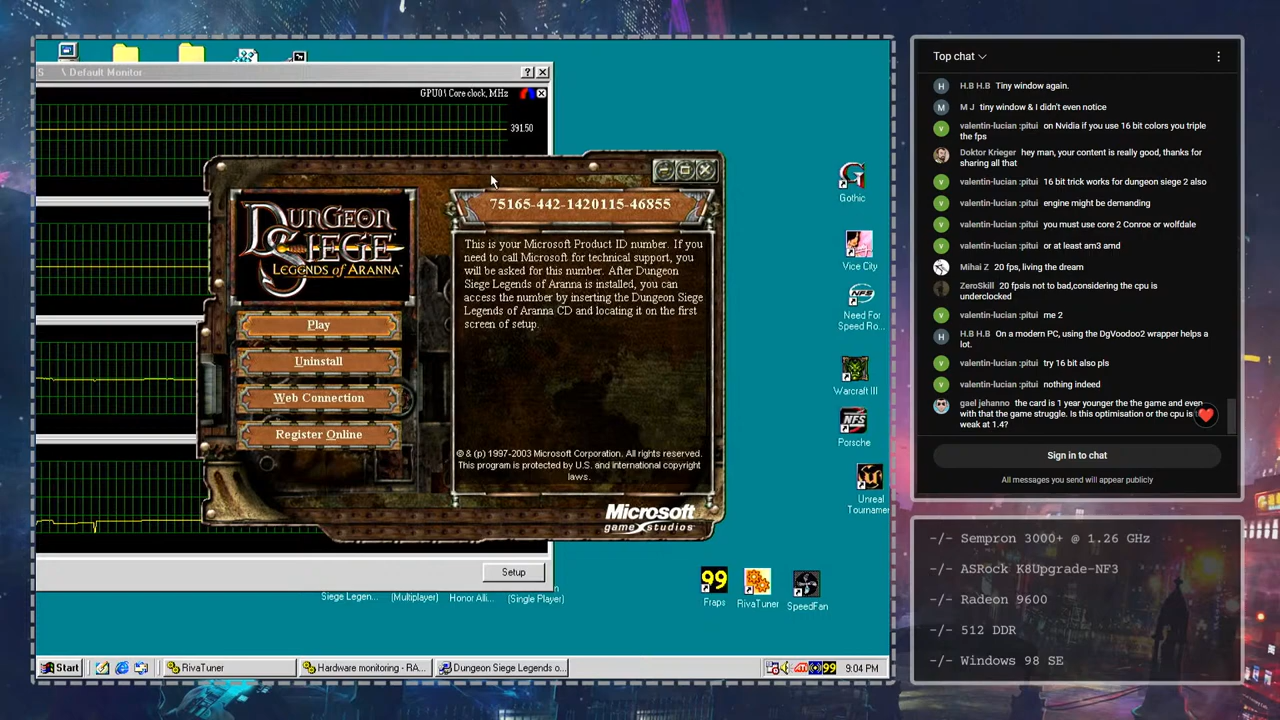 S \ Default Monitor
GPU01 Core clock, MHz
391.50
DUNGEON
SIEGE
LEGENDS OF ARANNA
Play
Uninstall
Web Connection
Register Online
75165-442-1420115-46855
This is your Microsoft Product ID number. If you
need to call Microsoft for technical support, you
will be asked for this number. After Dungeon
Siege Legends of Aranna is installed, you can
access the number by inserting the Dungeon Siege
Legends of Aranna CD and locating it on the first
screen of setup.
© & (p) 1997-2003 Microsoft Corporation. All rights reserved.
This program is protected by U.S. and international copyright
laws.
Microsoft
game studios
Setup
Siege Legen... (Multiplayer) Honor Alli... (Single Player)
Gothic
Vice City
Need For
Speed Ro...
Warcraft III
Porsche
Unreal
Tournamer
99
Fraps
RivaTuner
SpeedFan
Start
RivaTuner
Hardware monitoring - RA...
Dungeon Siege Legends o...
99
9:04 PM
Top chat
H H.B H.B Tiny window again.
M M J tiny window & I didn't even notice
v valentin-lucian :pitui on Nvidia if you use 16 bit colors you triple
the fps
Doktor Krieger hey man, your content is really good, thanks for
sharing all that
v valentin-lucian :pitui 16 bit trick works for dungeon siege 2 also
v valentin-lucian :pitui engine might be demanding
v valentin-lucian :pitui you must use core 2 Conroe or wolfdale
v valentin-lucian :pitui or at least am3 amd
Mihai Z 20 fps, living the dream
ZeroSkill 20 fpsis not to bad,considering the cpu is
underclocked
v valentin-lucian :pitui me 2
H H.B H.B On a modern PC, using the DgVoodoo2 wrapper helps a
lot.
v valentin-lucian :pitui try 16 bit also pls
v valentin-lucian :pitui nothing indeed
gael jehanno the card is 1 year younger the the game and even
with that the game struggle. Is this optimisation or the cpu is
weak at 1.4?
Sign in to chat
All messages you send will appear publicly
-/- Sempron 3000+ @ 1.26 GHz
-/- ASRock K8Upgrade-NF3
-/- Radeon 9600
-/- 512 DDR
-/- Windows 98 SE